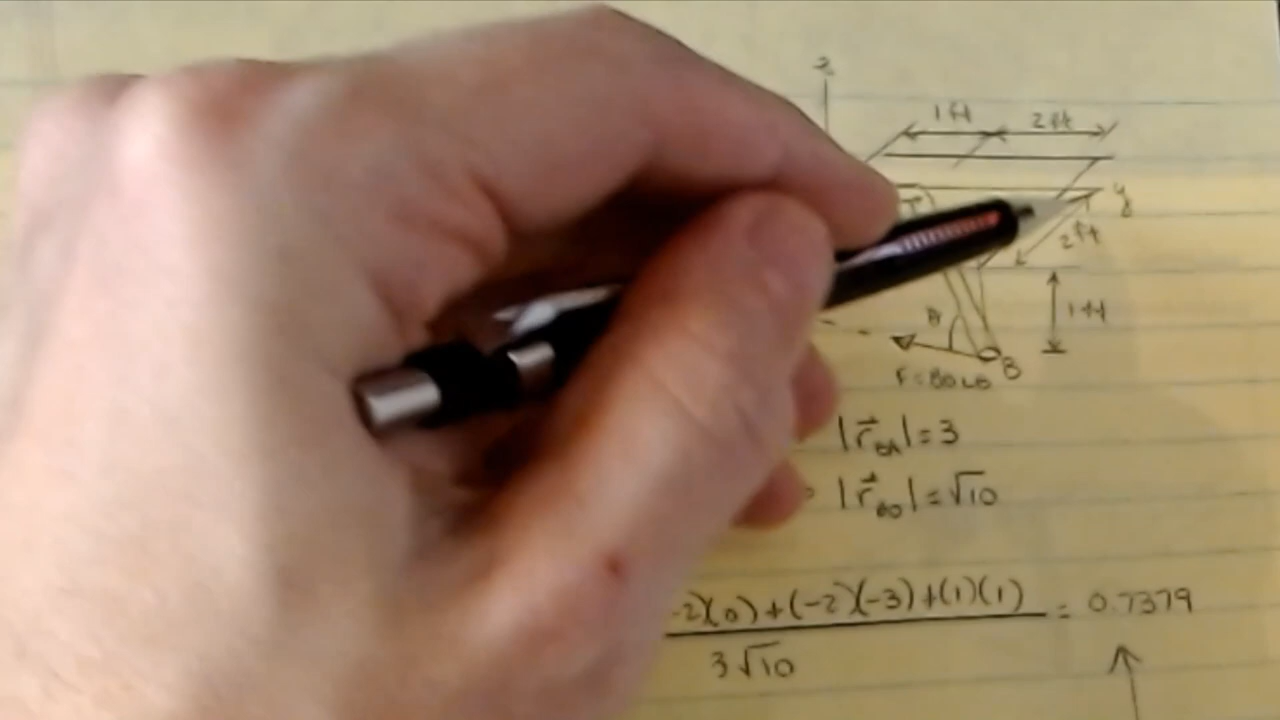 z
1 ft 2 ft
y
2 ft
1 ft
θ
B
F = 80 Lb
|r⃗BA| = 3
|r⃗BO| = √10
-2)(0) + (-2)(-3) + (1)(1) = 0.7379
3√10